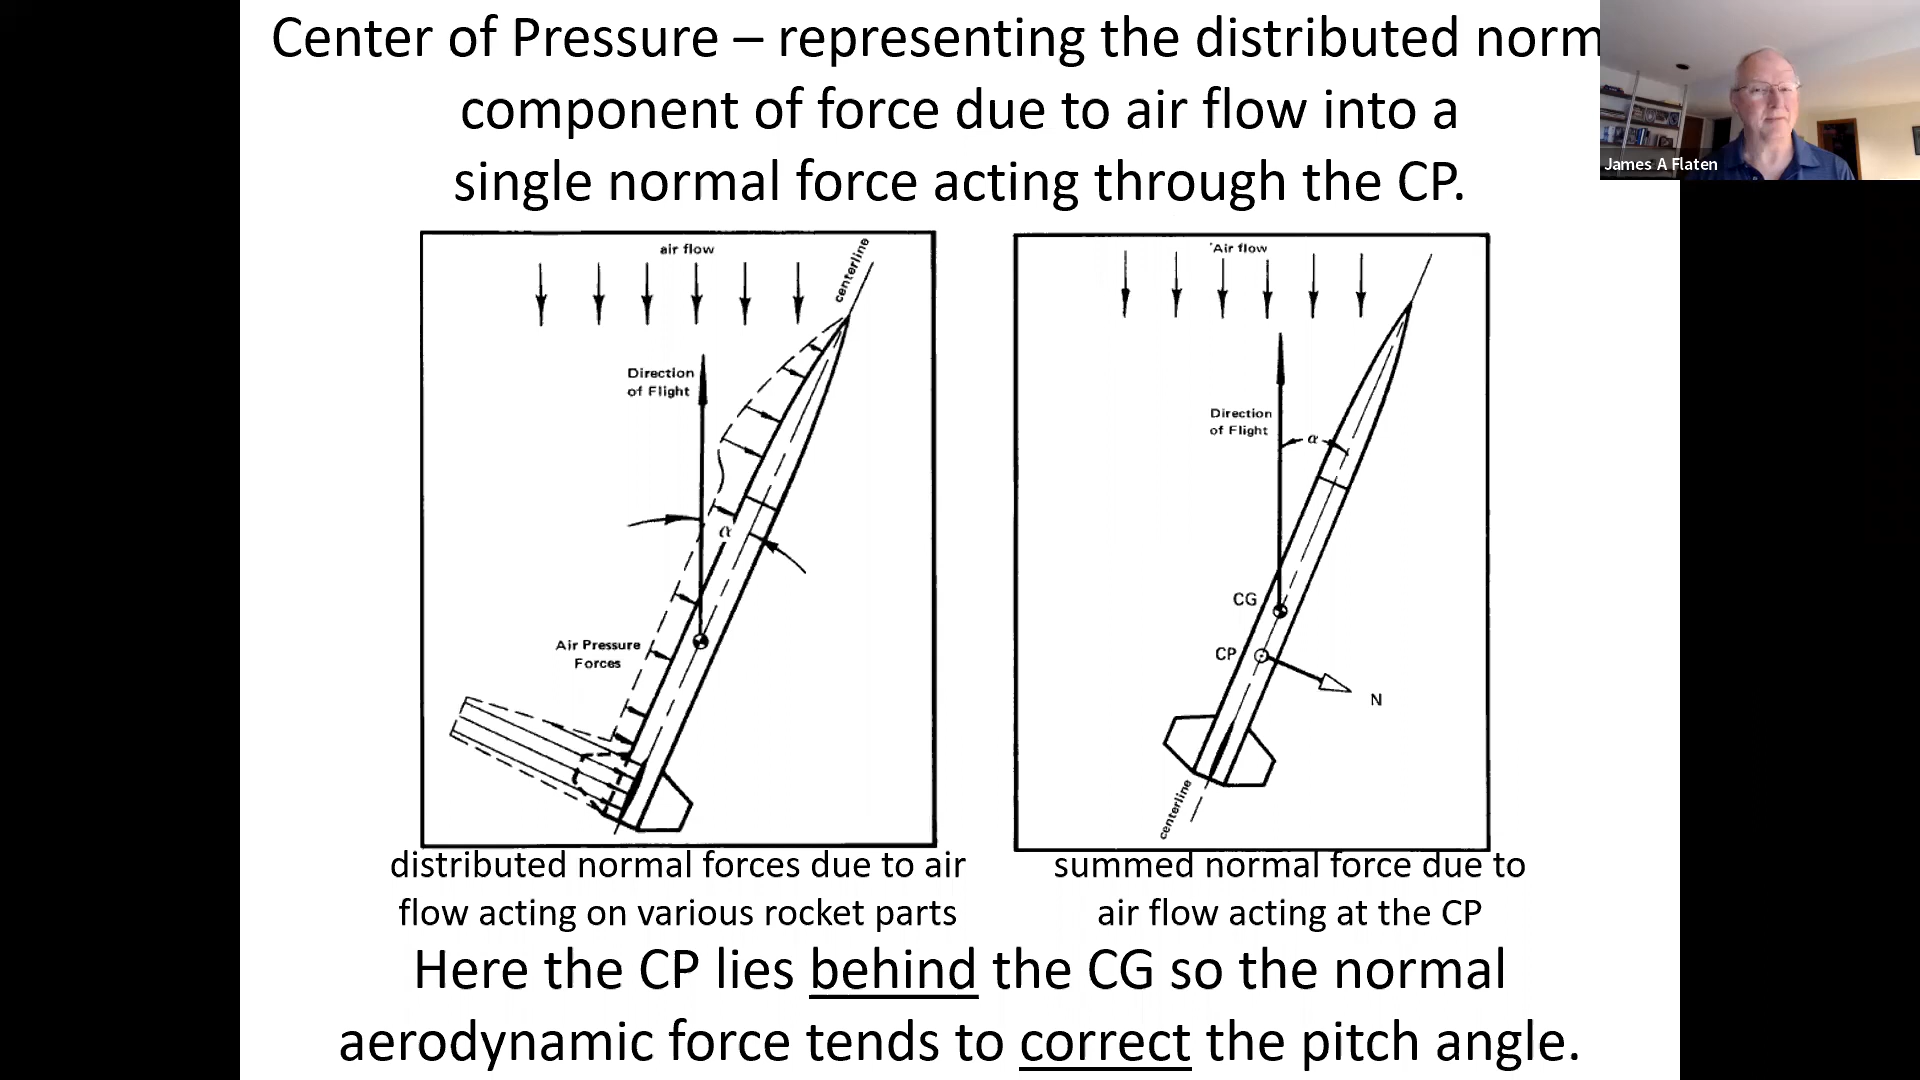 Center of Pressure – representing the distributed norm
component of force due to air flow into a
single normal force acting through the CP.
James A Flaten
air flow
centerline
Direction
of Flight
α
Air Pressure
Forces
Air flow
Direction
of Flight
α
CG
CP
N
centerline
distributed normal forces due to air
flow acting on various rocket parts
summed normal force due to
air flow acting at the CP
Here the CP lies behind the CG so the normal
aerodynamic force tends to correct the pitch angle.